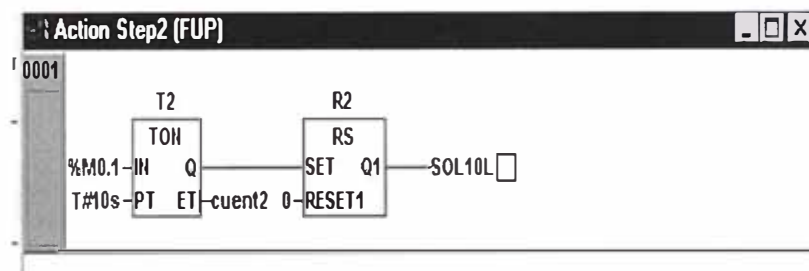 Action Step2 (FUP)
0001
T2 R2
TON RS
%M0.1 IN Q SET Q1 SOL10L
T#10s PT ET cuent2 0 RESET1